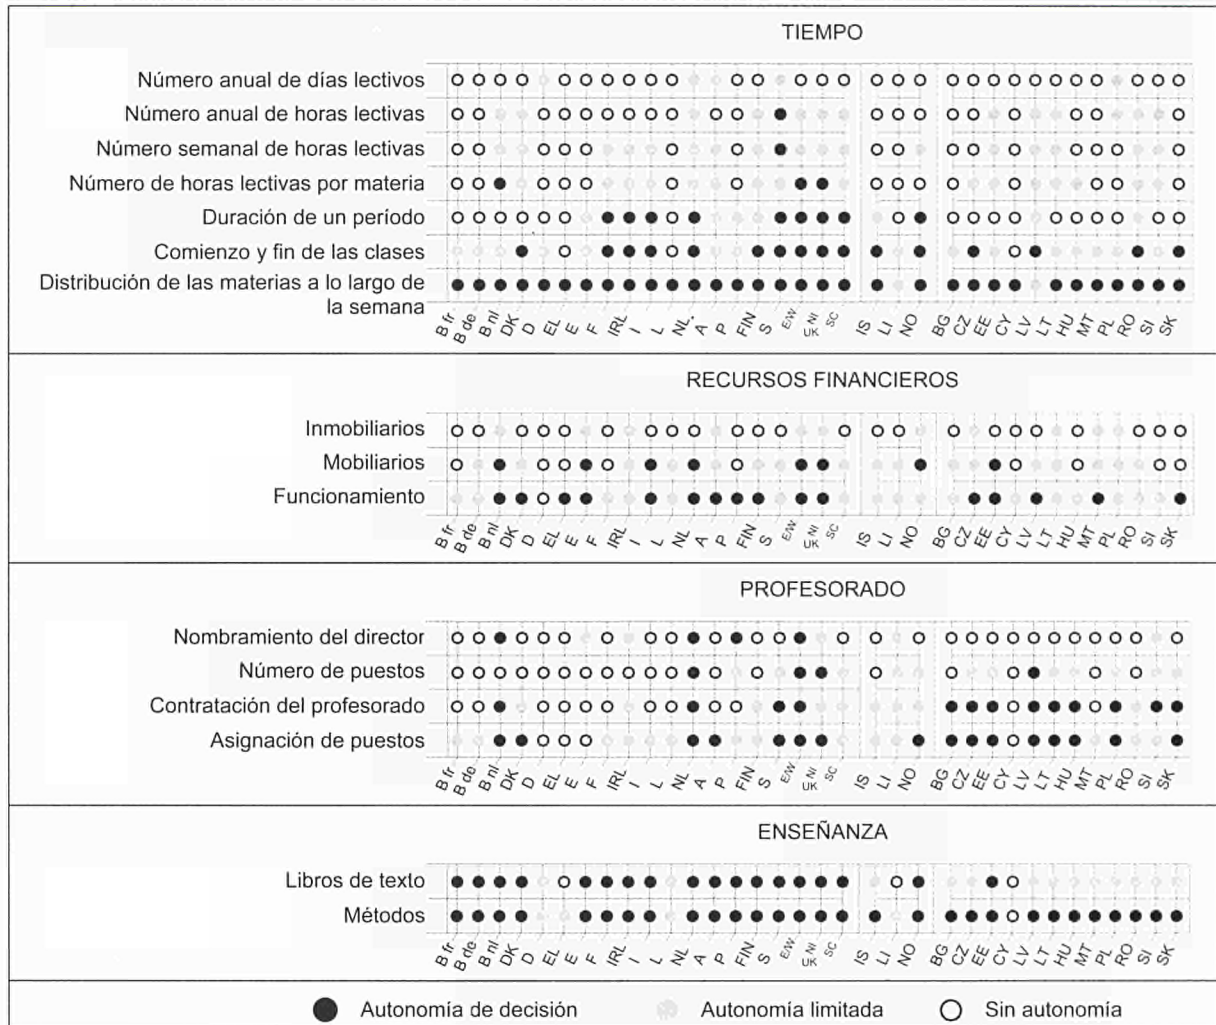 TIEMPO
Número anual de días lectivos
Número anual de horas lectivas
Número semanal de horas lectivas
Número de horas lectivas por materia
Duración de un período
Comienzo y fin de las clases
Distribución de las materias a lo largo de
la semana
B fr B de B nl DK D EL E F IRL I L NL. A P FIN S E/W UK NI SC IS LI NO BG CZ EE CY LV LT HU MT PL RO SI SK
RECURSOS FINANCIEROS
Inmobiliarios
Mobiliarios
Funcionamiento
B fr B de B nl DK D EL E F IRL I L NL A P FIN S E/W UK NI SC IS LI NO BG CZ EE CY LV LT HU MT PL RO SI SK
PROFESORADO
Nombramiento del director
Número de puestos
Contratación del profesorado
Asignación de puestos
B fr B de B nl DK D EL E F IRL I L NL A P FIN S E/W UK NI SC IS LI NO BG CZ EE CY LV LT HU MT PL RO SI SK
ENSEÑANZA
Libros de texto
Métodos
B fr B de B nl DK D EL E F IRL I L NL A P FIN S E/W UK NI SC IS LI NO BG CZ EE CY LV LT HU MT PL RO SI SK
Autonomía de decisión Autonomía limitada Sin autonomía